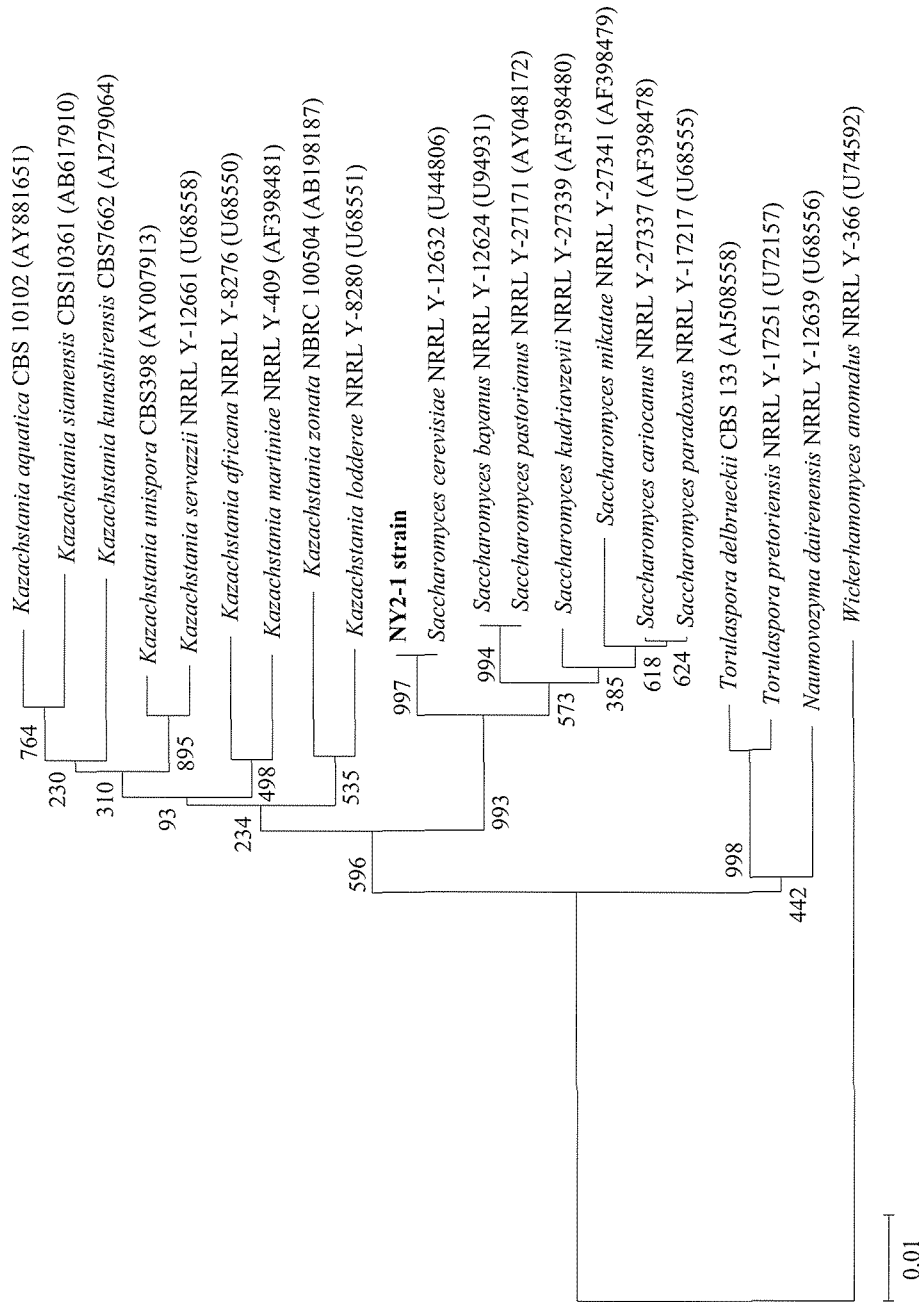 Kazachstania aquatica CBS 10102 (AY881651)
764
Kazachstania siamensis CBS10361 (AB617910)
230
Kazachstania kunashirensis CBS7662 (AJ279064)
310
Kazachstania unispora CBS398 (AY007913)
895
Kazachstania servazzii NRRL Y-12661 (U68558)
93
Kazachstania africana NRRL Y-8276 (U68550)
498
Kazachstania martiniae NRRL Y-409 (AF398481)
234
Kazachstania zonata NBRC 100504 (AB198187)
535
Kazachstania lodderae NRRL Y-8280 (U68551)
596
NY2-1 strain
997
Saccharomyces cerevisiae NRRL Y-12632 (U44806)
993
Saccharomyces bayanus NRRL Y-12624 (U94931)
994
Saccharomyces pastorianus NRRL Y-27171 (AY048172)
573
Saccharomyces kudriavzevii NRRL Y-27339 (AF398480)
385
Saccharomyces mikatae NRRL Y-27341 (AF398479)
618
Saccharomyces cariocanus NRRL Y-27337 (AF398478)
624
Saccharomyces paradoxus NRRL Y-17217 (U68555)
Torulaspora delbrueckii CBS 133 (AJ508558)
998
Torulaspora pretoriensis NRRL Y-17251 (U72157)
442
Naumovozyma dairenensis NRRL Y-12639 (U68556)
Wickerhamomyces anomalus NRRL Y-366 (U74592)
0.01